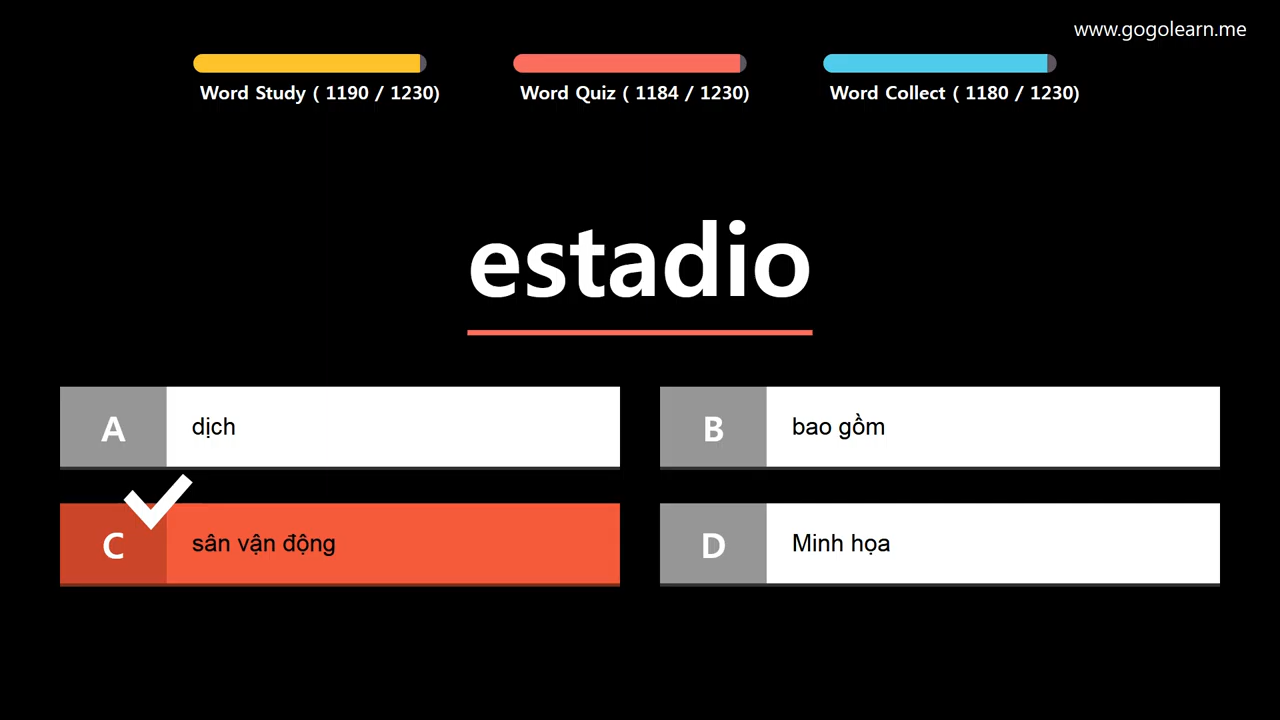 www.gogolearn.me
Word Study ( 1190 / 1230)
Word Quiz ( 1184 / 1230)
Word Collect ( 1180 / 1230)
estadio
A dịch
B bao gồm
C sân vận động
D Minh họa